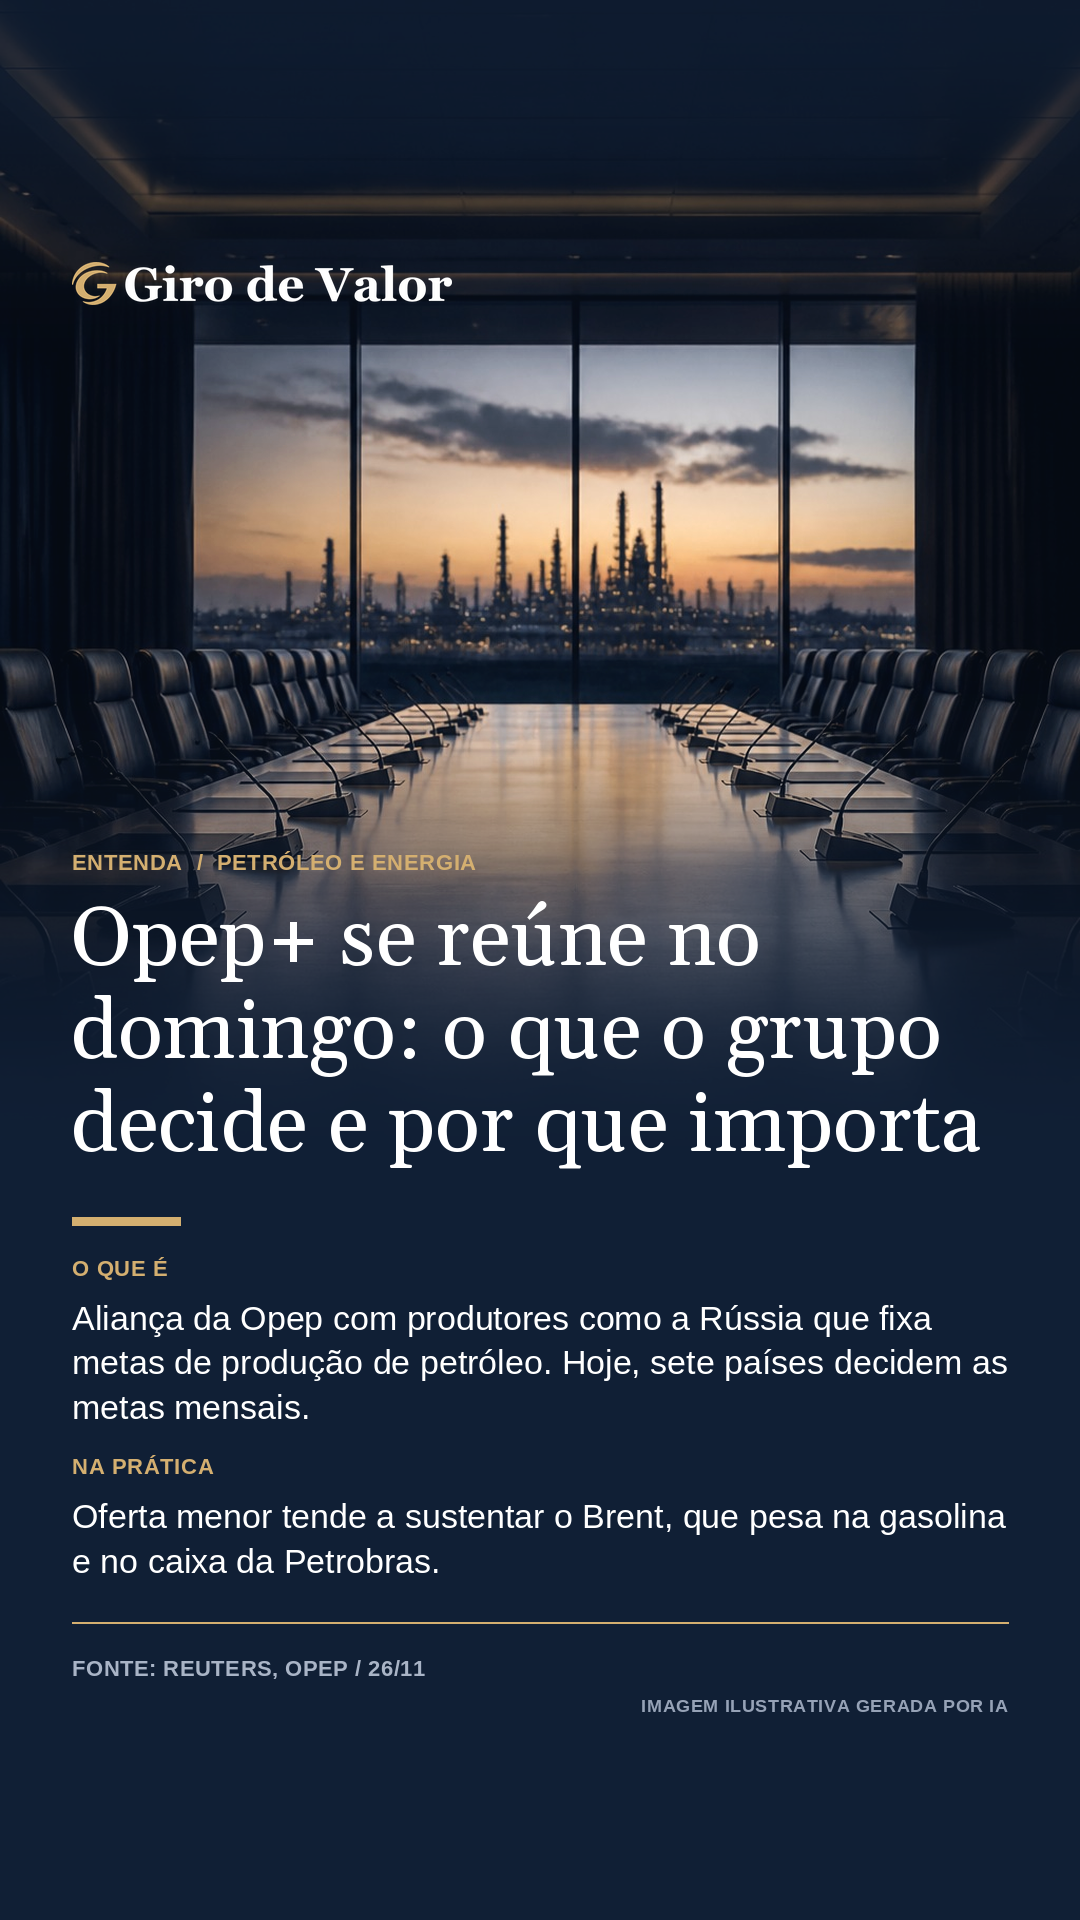 Giro de Valor
ENTENDA / PETRÓLEO E ENERGIA
Opep+ se reúne no
domingo: o que o grupo
decide e por que importa
O QUE É
Aliança da Opep com produtores como a Rússia que fixa
metas de produção de petróleo. Hoje, sete países decidem as
metas mensais.
NA PRÁTICA
Oferta menor tende a sustentar o Brent, que pesa na gasolina
e no caixa da Petrobras.
FONTE: REUTERS, OPEP / 26/11
IMAGEM ILUSTRATIVA GERADA POR IA